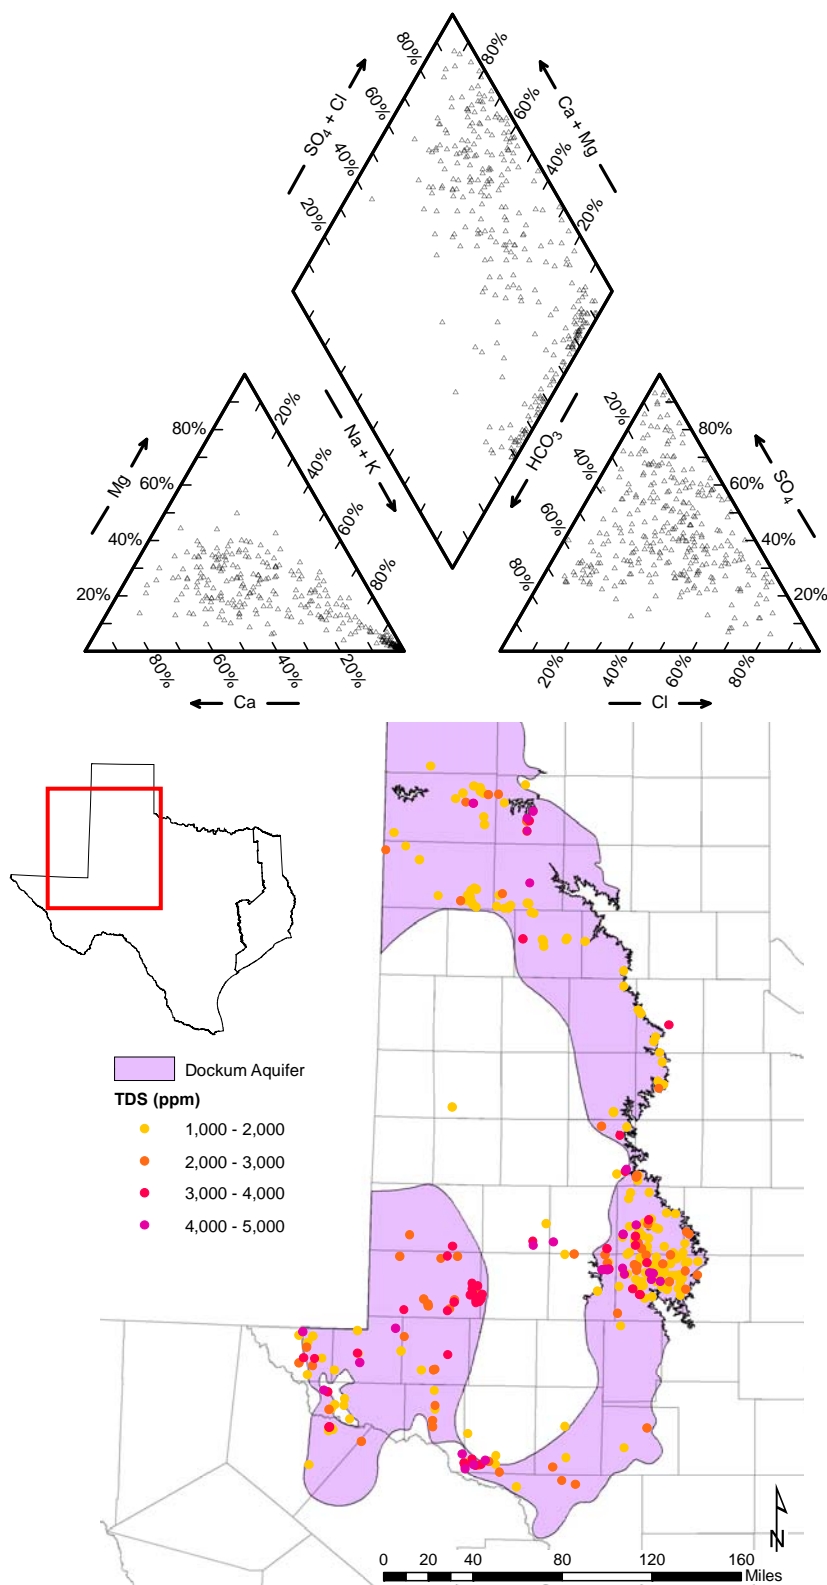 80%
80%
SO₄ + Cl
Ca + Mg
60%
60%
40%
40%
20%
20%
Na + K
HCO₃
20%
20%
80%
80%
Mg
40%
40%
SO₄
60%
60%
60%
60%
40%
40%
80%
80%
20%
20%
80%
60%
40%
20%
20%
40%
60%
80%
Ca
Cl
Dockum Aquifer
TDS (ppm)
1,000 - 2,000
2,000 - 3,000
3,000 - 4,000
4,000 - 5,000
N
0 20 40 80 120 160
Miles